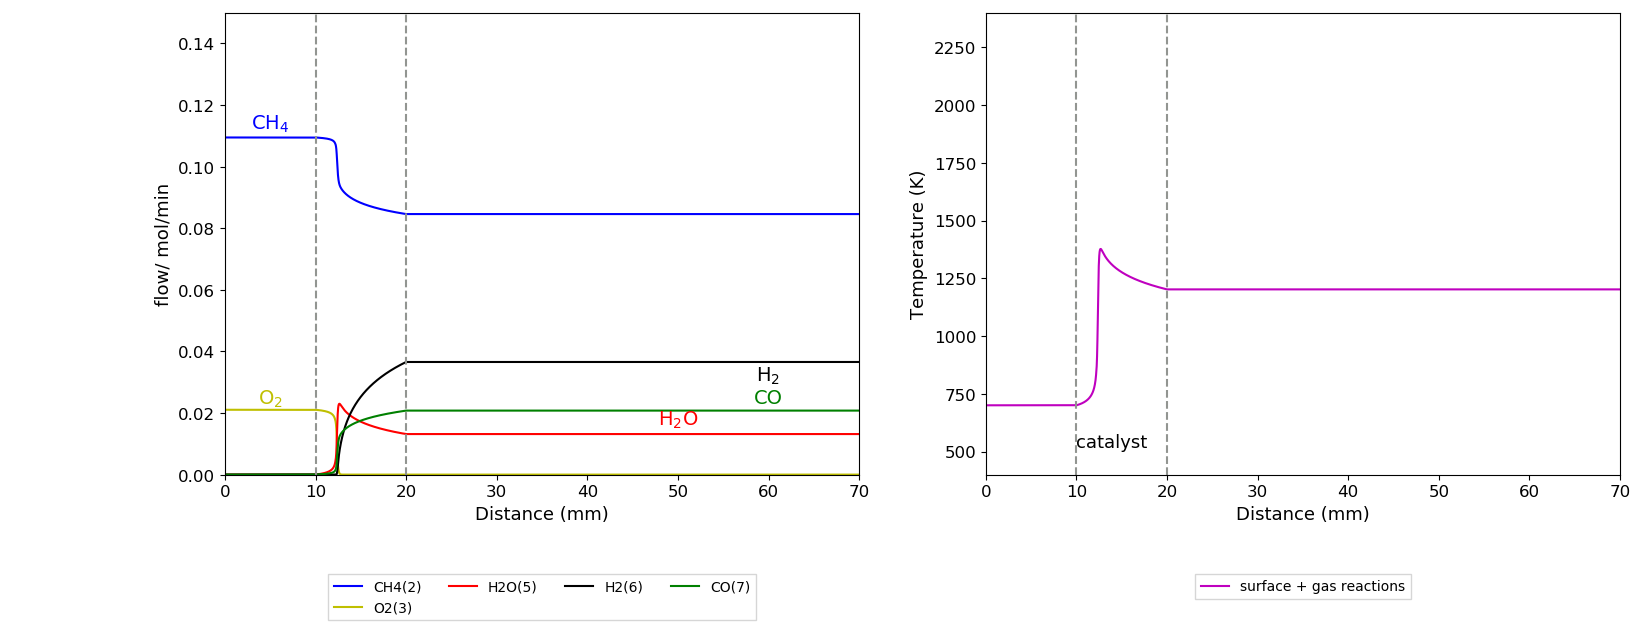 0.14
0.12
0.10
0.08
0.06
0.04
0.02
0.00
flow/ mol/min
CH4
O2
H2
CO
H2O
0 10 20 30 40 50 60 70
Distance (mm)
CH4(2) H2O(5) H2(6) CO(7)
O2(3)
2250
2000
1750
1500
1250
1000
750
500
Temperature (K)
catalyst
0 10 20 30 40 50 60 70
Distance (mm)
surface + gas reactions